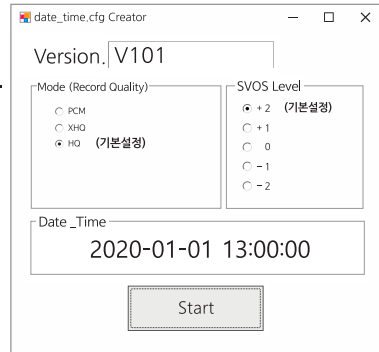 date_time.cfg Creator
Version. V101
Mode (Record Quality)
PCM
XHQ
HQ (기본설정)
SVOS Level
+ 2 (기본설정)
+ 1
0
- 1
- 2
Date _Time
2020-01-01 13:00:00
Start